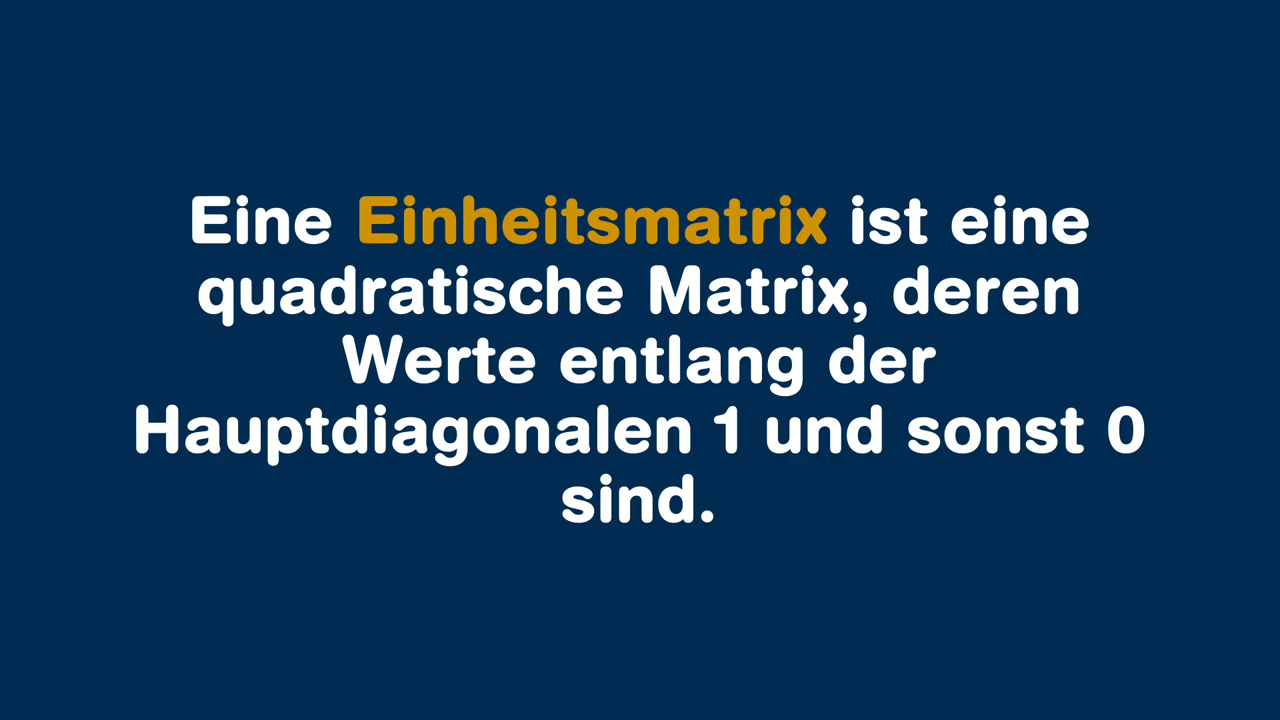 Eine Einheitsmatrix ist eine
quadratische Matrix, deren
Werte entlang der
Hauptdiagonalen 1 und sonst 0
sind.